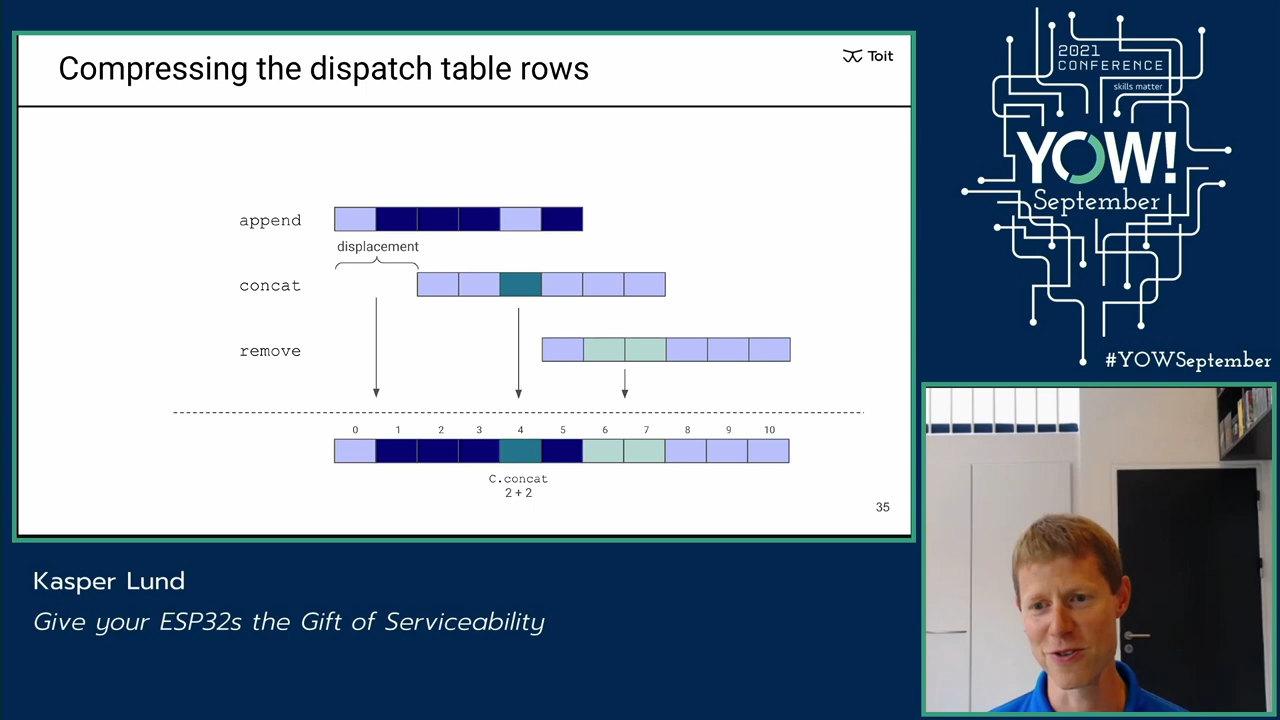 Compressing the dispatch table rows
Toit
append
displacement
concat
remove
0 1 2 3 4 5 6 7 8 9 10
C.concat
2 + 2
35
2021
CONFERENCE
skills matter
YOW!
September
#YOWSeptember
Kasper Lund
Give your ESP32s the Gift of Serviceability